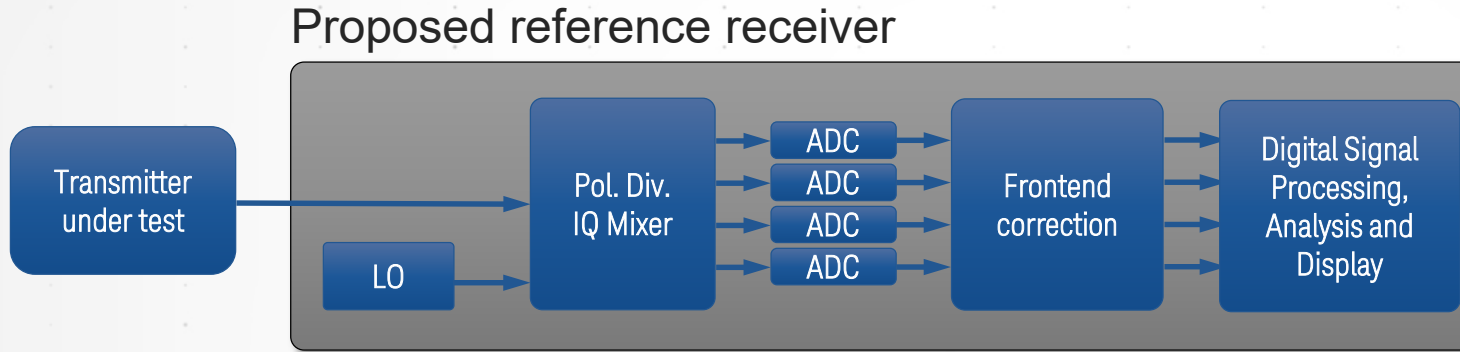 Proposed reference receiver
Transmitter
under test
LO
Pol. Div.
IQ Mixer
ADC
ADC
ADC
ADC
Frontend
correction
Digital Signal
Processing,
Analysis and
Display